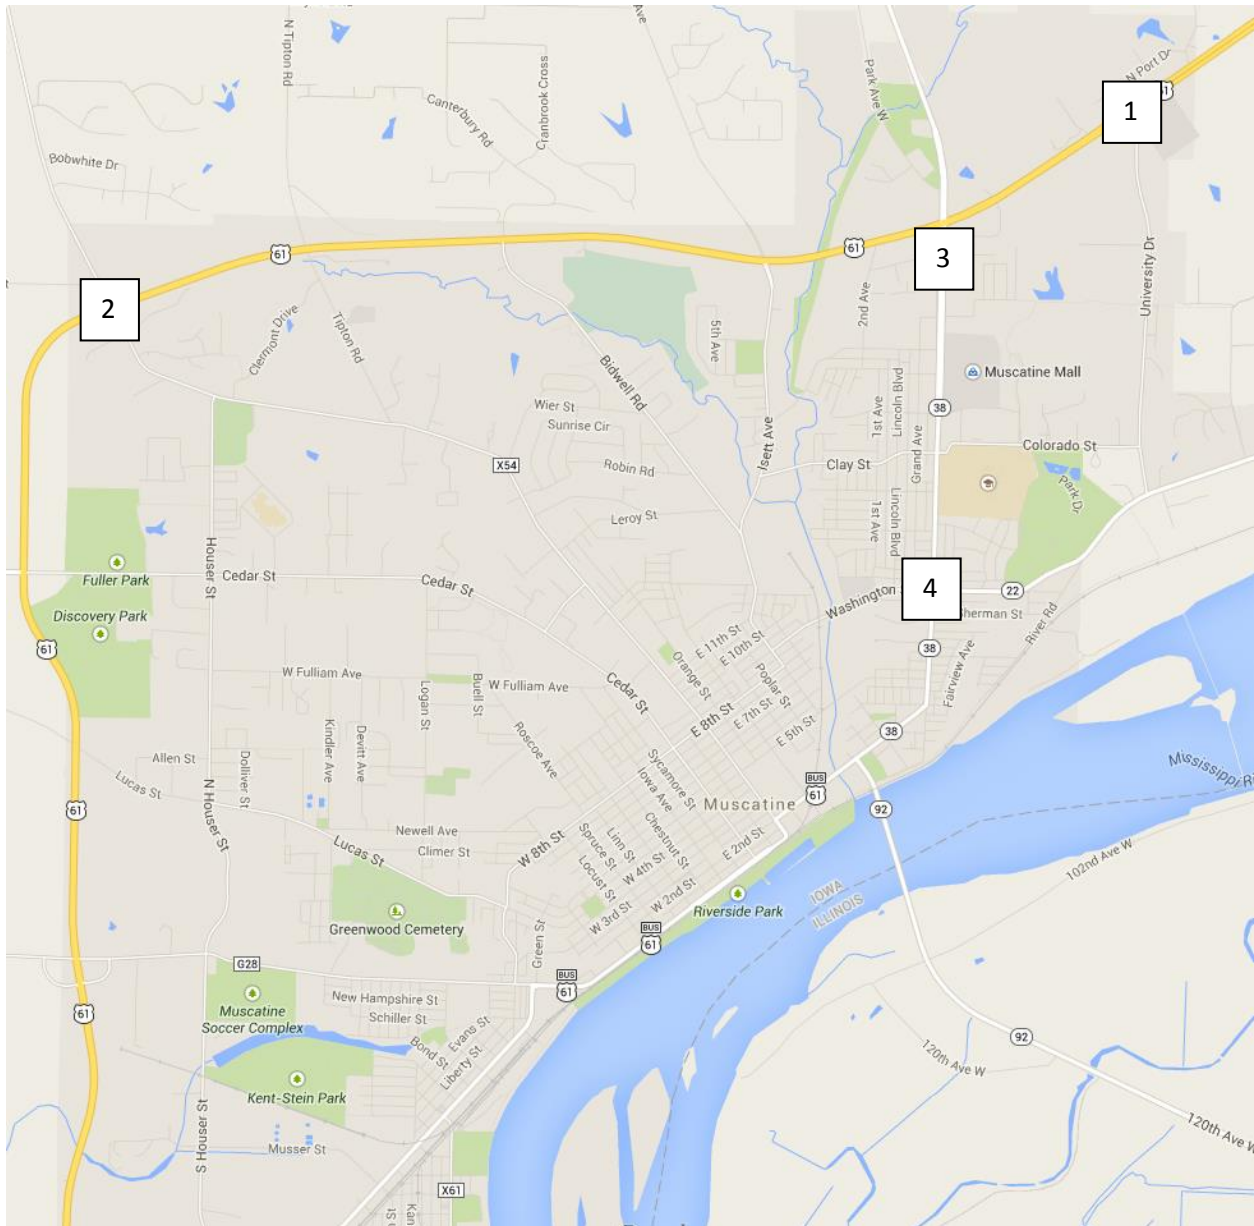 N Tipton Rd
Ave
Park Ave W
N Port Dr
61
1
Canterbury Rd
Cranbrook Cross
Bobwhite Dr
61
61
3
2
University Dr
2nd Ave
Clermont Drive
Tipton Rd
5th Ave
Bidwell Rd
Muscatine Mall
Wier St
Sunrise Cir
1st Ave
Lincoln Blvd
38
Isett Ave
Grand Ave
Colorado St
X54
Robin Rd
Clay St
Park Dr
Leroy St
1st Ave
Lincoln Blvd
Houser St
Fuller Park
Cedar St
Cedar St
Washington
4
22
Discovery Park
Sherman St
River Rd
61
E 11th St
E 10th St
38
Fairview Ave
W Fulliam Ave
W Fulliam Ave
Buell St
Logan St
Cedar St
Orange St
Poplar St
E 8th St
E 7th St
E 5th St
Kindler Ave
Devitt Ave
Roscoe Ave
38
Allen St
Dolliver St
Sycamore St
Iowa Ave
Mississippi R
Lucas St
N Houser St
BUS
61
Muscatine
61
92
Newell Ave
Climer St
Lucas St
W 8th St
Spruce St
Linn St
Chestnut St
E 2nd St
W 4th St
Locust St
102nd Ave W
W 2nd St
W 3rd St
Riverside Park
IOWA
ILLINOIS
Greenwood Cemetery
Green St
BUS
61
G28
BUS
61
New Hampshire St
Schiller St
Muscatine
Soccer Complex
61
Evans St
Bond St
Liberty St
92
120th Ave W
Kent-Stein Park
120th Ave W
S Houser St
Musser St
X61
Kan
St